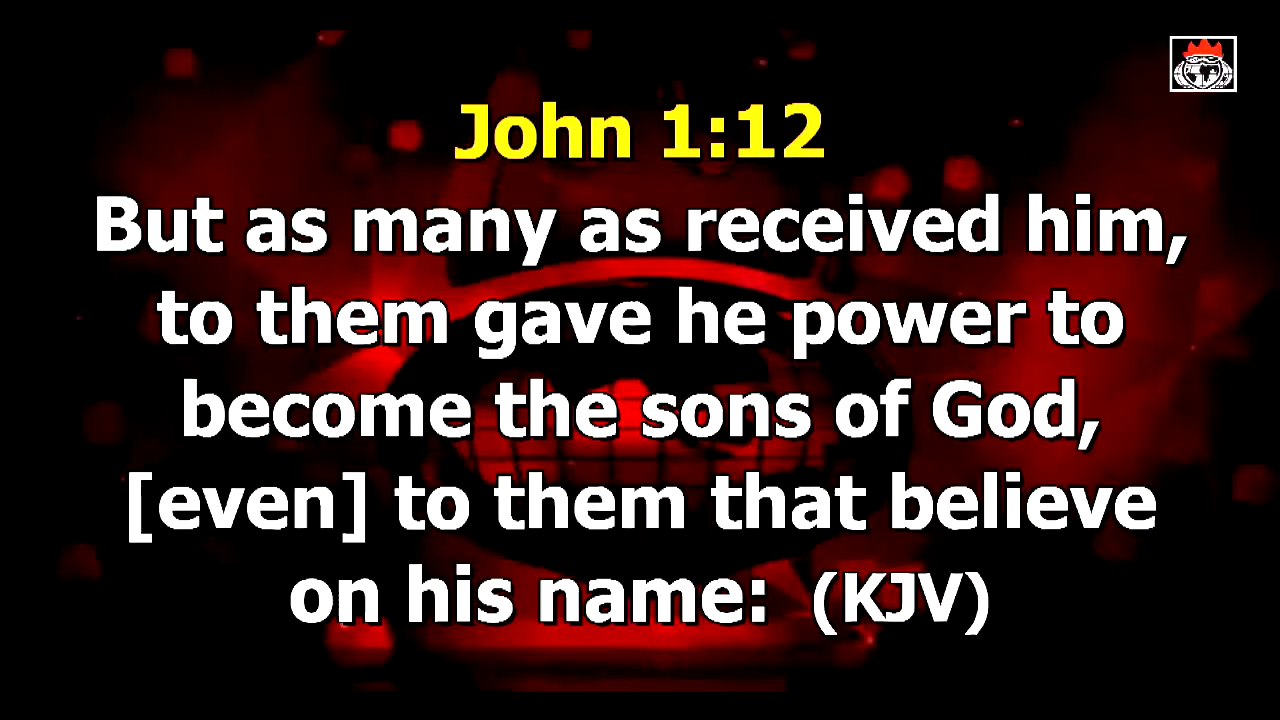 John 1:12
But as many as received him,
to them gave he power to
become the sons of God,
[even] to them that believe
on his name:  (KJV)